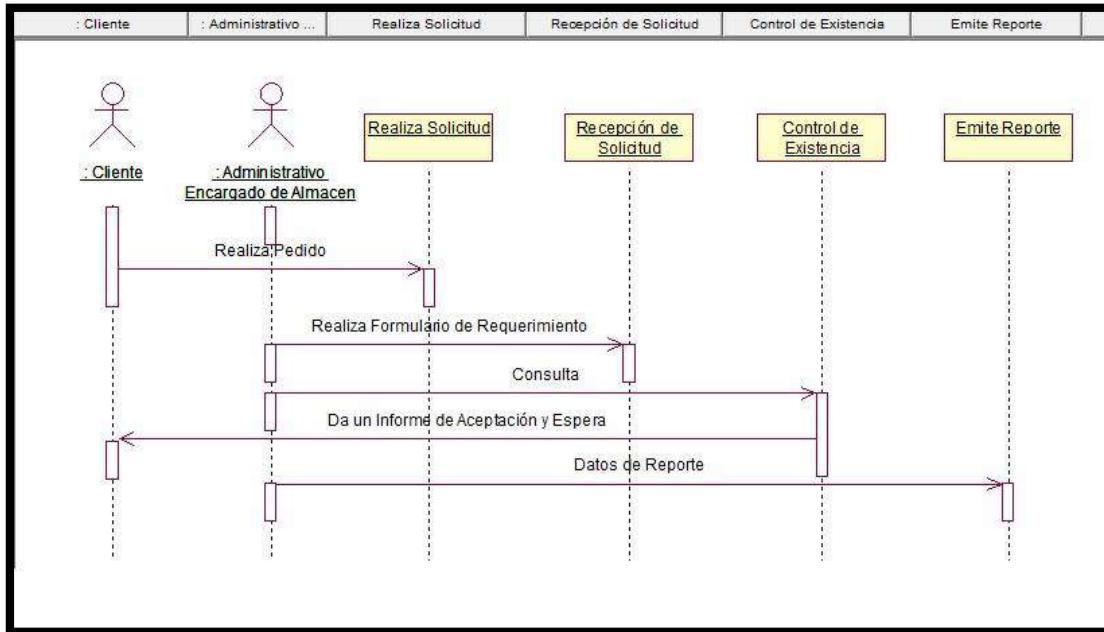 : Cliente
: Administrativo ...
Realiza Solicitud
Recepción de Solicitud
Control de Existencia
Emite Reporte
Realiza Solicitud
Recepción de
Solicitud
Control de
Existencia
Emite Reporte
: Cliente
: Administrativo
Encargado de Almacen
Realiza Pedido
Realiza Formulario de Requerimiento
Consulta
Da un Informe de Aceptación y Espera
Datos de Reporte